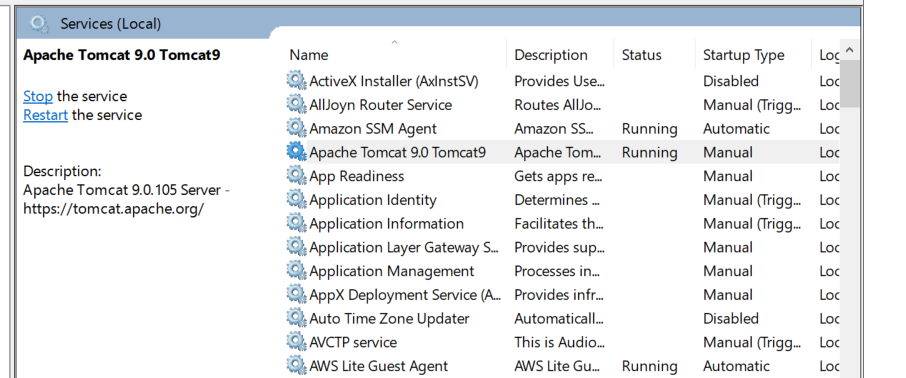 Services (Local)
Apache Tomcat 9.0 Tomcat9
Stop the service
Restart the service
Description:
Apache Tomcat 9.0.105 Server -
https://tomcat.apache.org/
Name Description Status Startup Type Log
ActiveX Installer (AxInstSV) Provides Use... Disabled Loc
AllJoyn Router Service Routes AllJo... Manual (Trigg... Loc
Amazon SSM Agent Amazon SS... Running Automatic Loc
Apache Tomcat 9.0 Tomcat9 Apache Tom... Running Manual Loc
App Readiness Gets apps re... Manual Loc
Application Identity Determines ... Manual (Trigg... Loc
Application Information Facilitates th... Manual (Trigg... Loc
Application Layer Gateway S... Provides sup... Manual Loc
Application Management Processes in... Manual Loc
AppX Deployment Service (A... Provides infr... Manual Loc
Auto Time Zone Updater Automaticall... Disabled Loc
AVCTP service This is Audio... Manual (Trigg... Loc
AWS Lite Guest Agent AWS Lite Gu... Running Automatic Loc